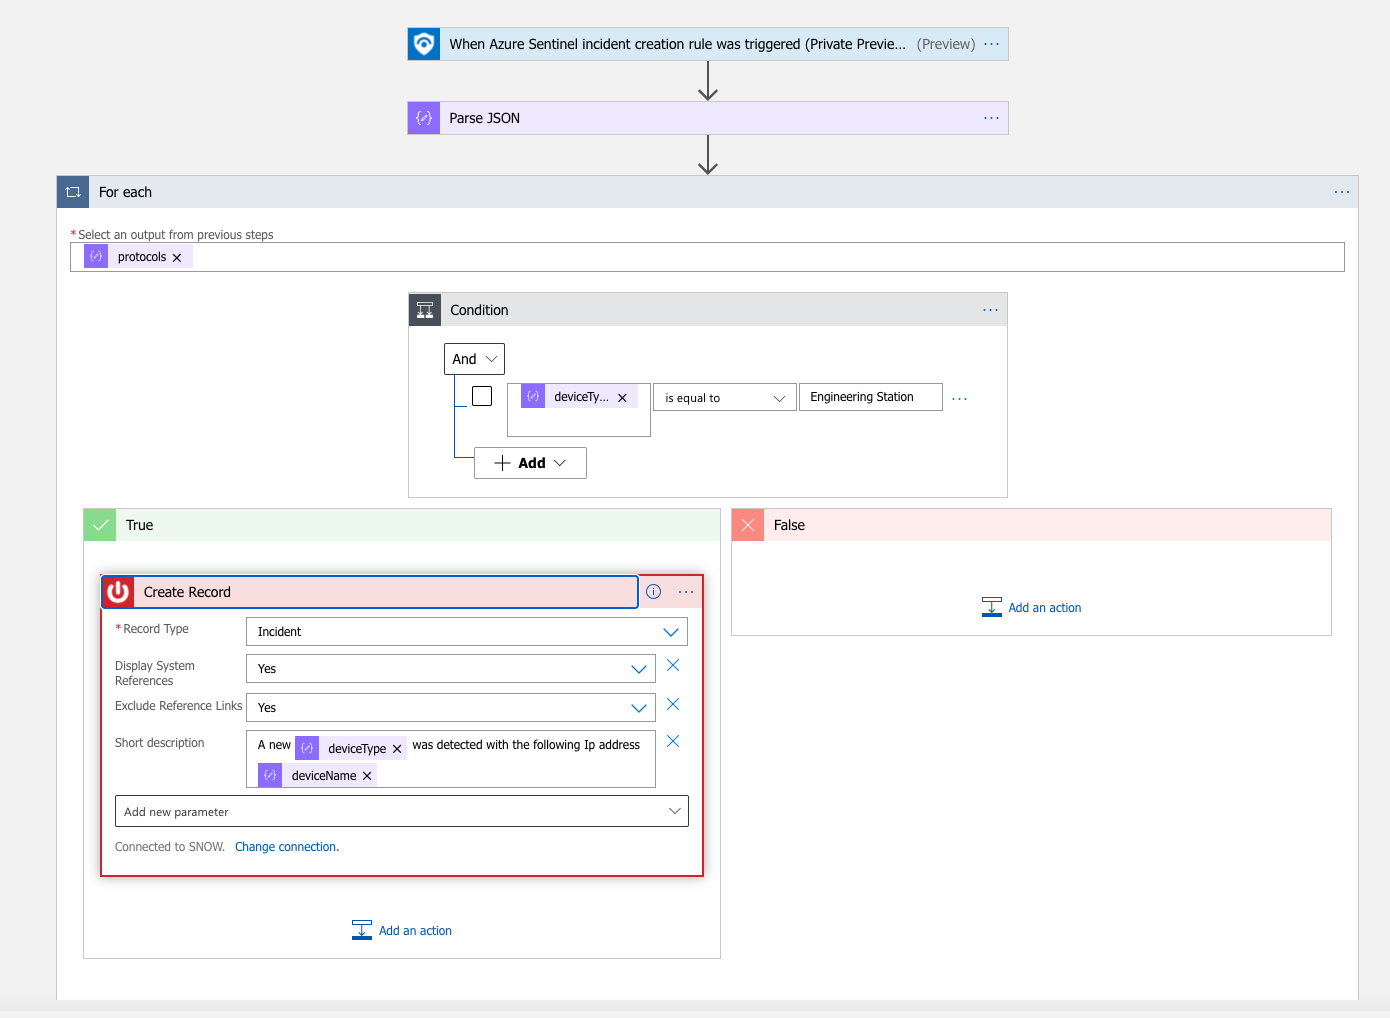 When Azure Sentinel incident creation rule was triggered (Private Previe... (Preview) ...
Parse JSON ...
For each ...
* Select an output from previous steps
protocols ×
Condition ...
And
deviceTy... × is equal to Engineering Station ...
+ Add
True
False
Create Record ...
Add an action
* Record Type Incident
Display System References Yes
Exclude Reference Links Yes
Short description A new deviceType × was detected with the following Ip address
deviceName ×
Add new parameter
Connected to SNOW. Change connection.
Add an action